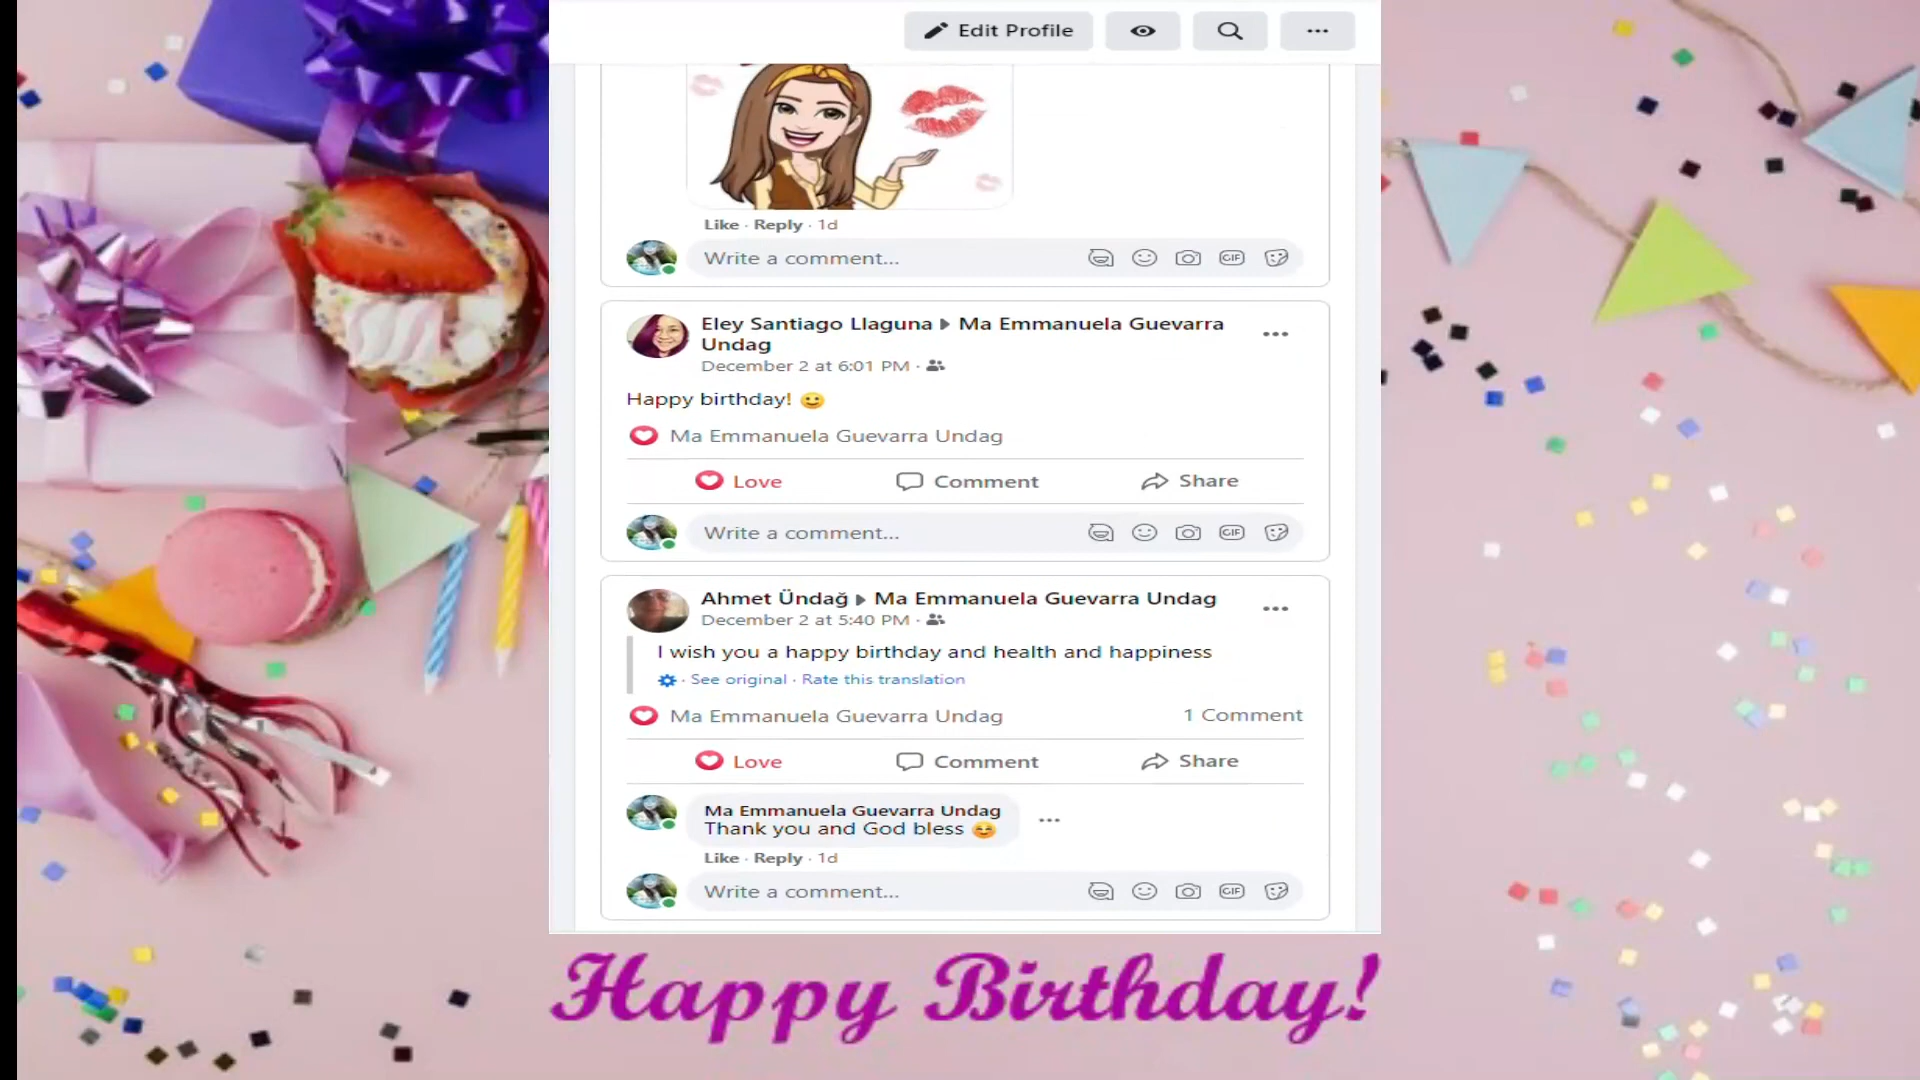 Edit Profile
Like · Reply · 1d
Write a comment...
GIF
Eley Santiago Llaguna ▸ Ma Emmanuela Guevarra
Undag
December 2 at 6:01 PM ·
Happy birthday! 🙂
Ma Emmanuela Guevarra Undag
Love Comment Share
Write a comment...
GIF
Ahmet Ündağ ▸ Ma Emmanuela Guevarra Undag
December 2 at 5:40 PM ·
I wish you a happy birthday and health and happiness
· See original · Rate this translation
Ma Emmanuela Guevarra Undag 1 Comment
Love Comment Share
Ma Emmanuela Guevarra Undag
Thank you and God bless 😊
Like · Reply · 1d
Write a comment...
GIF
Happy Birthday!